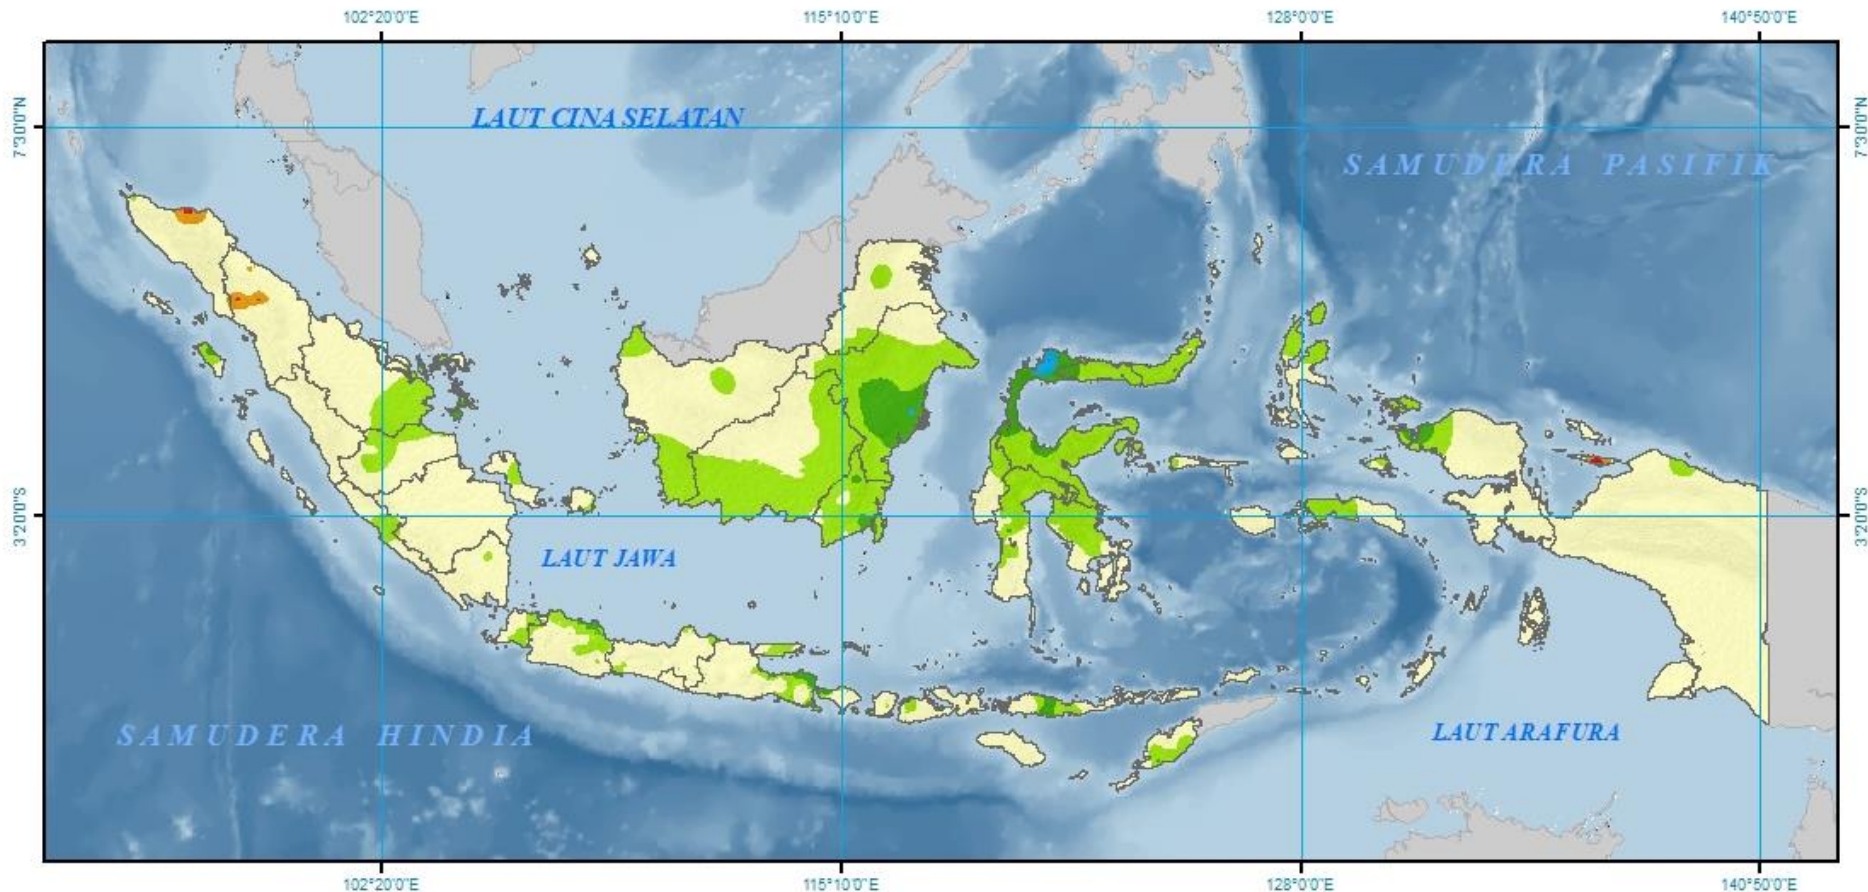 102°20'0"E 115°10'0"E 128°0'0"E 140°50'0"E
7°30'0"N 7°30'0"N
LAUT CINA SELATAN
SAMUDERA PASIFIK
3°20'0"S 3°20'0"S
LAUT JAWA
SAMUDERA HINDIA
LAUT ARAFURA
102°20'0"E 115°10'0"E 128°0'0"E 140°50'0"E